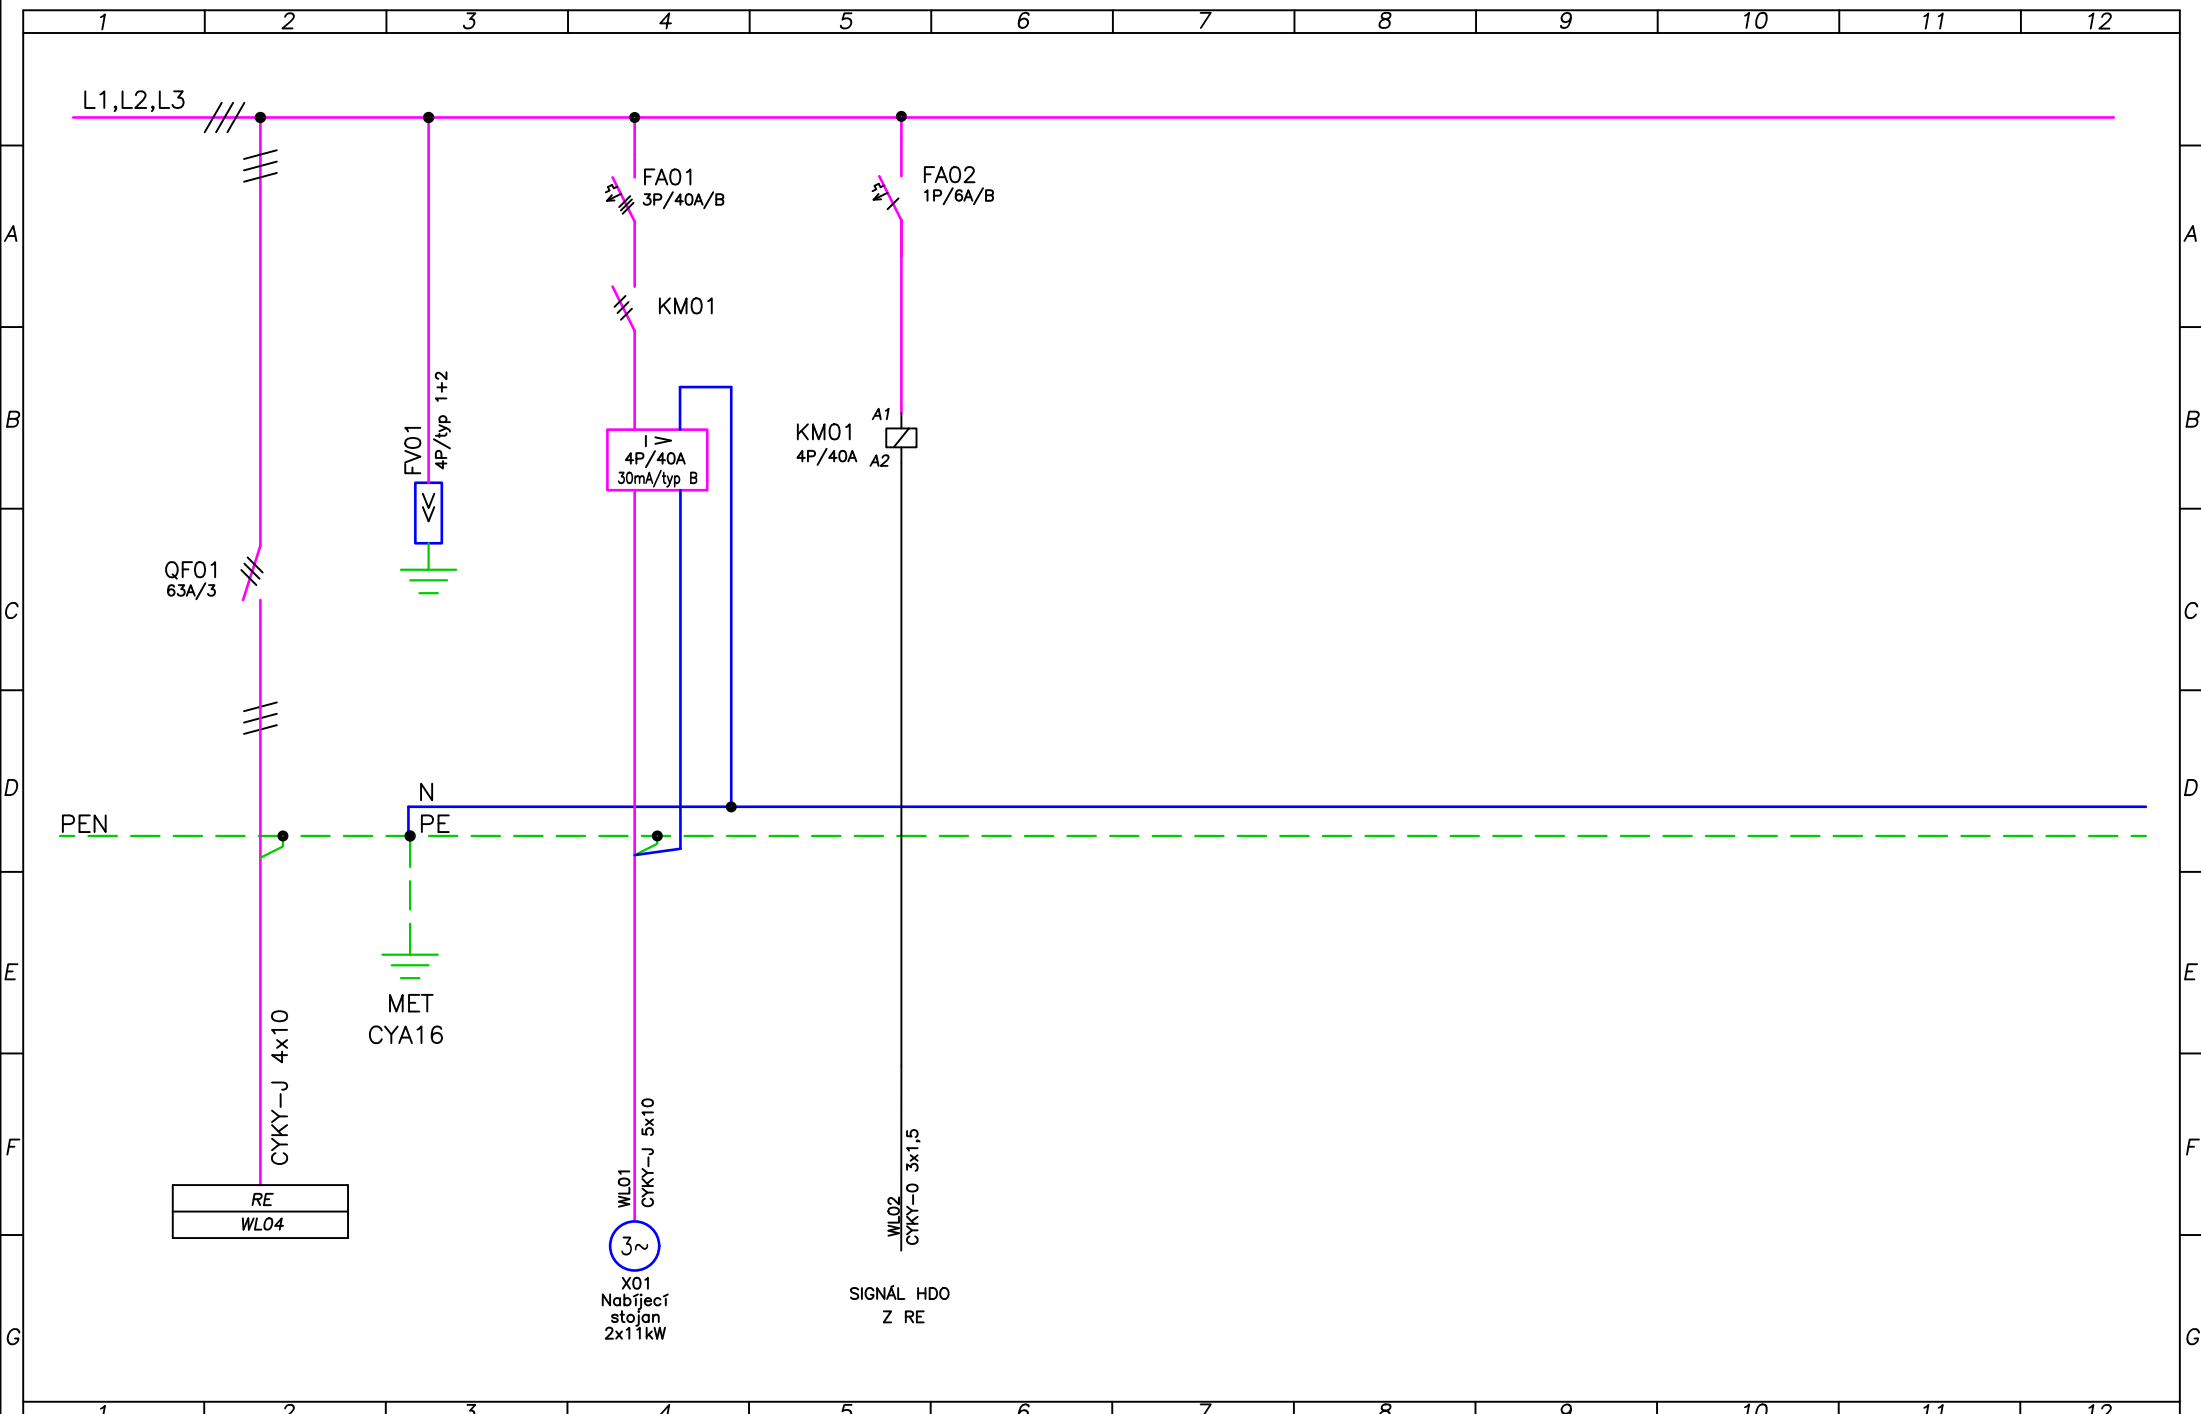 1 2 3 4 5 6 7 8 9 10 11 12
L1,L2,L3
FA01
3P/40A/B
FA02
1P/6A/B
A A
KM01
FV01
4P/typ 1+2
B B
I >
4P/40A
30mA/typ B
A1
KM01
4P/40A
A2
QF01
63A/3
C C
D D
N
PEN
PE
E E
MET
CYA16
CYKY-J 4x10
F F
WL01
CYKY-J 5x10
WL02
CYKY-O 3x1,5
RE
WL04
3~
X01
Nabíjecí
stojan
2x11kW
SIGNÁL HDO
Z RE
G G
1 2 3 4 5 6 7 8 9 10 11 12